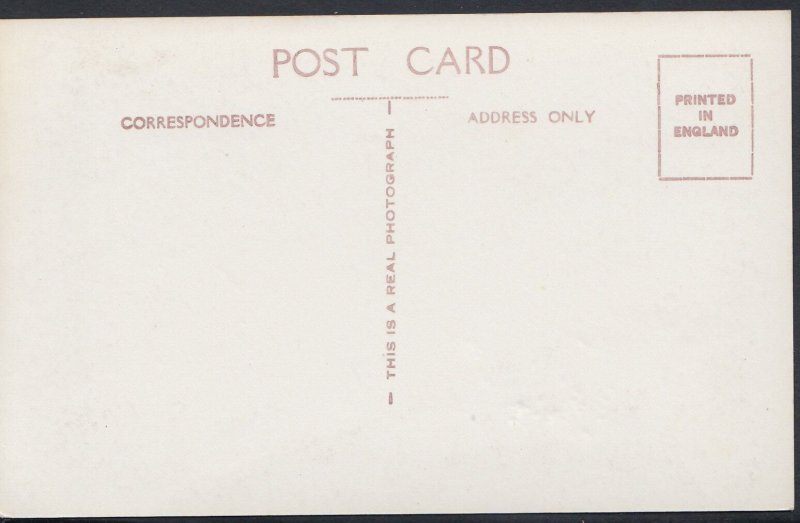 POST CARD
CORRESPONDENCE
THIS IS A REAL PHOTOGRAPH
ADDRESS ONLY
PRINTED
IN
ENGLAND